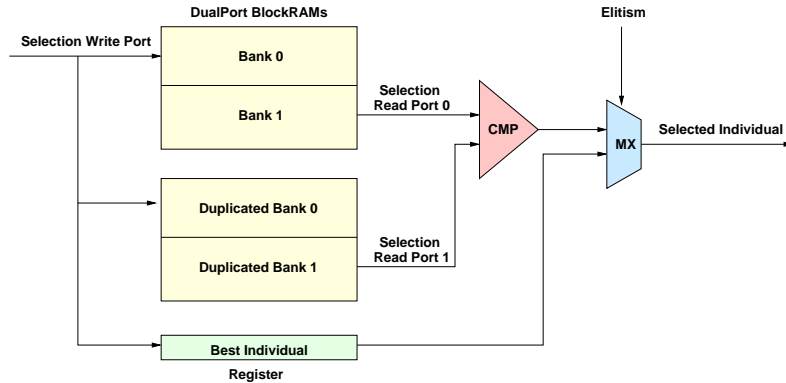 DualPort BlockRAMs
Elitism
Selection Write Port
Bank 0
Selection
Read Port 0
Bank 1
CMP
MX
Selected Individual
Duplicated Bank 0
Selection
Read Port 1
Duplicated Bank 1
Best Individual
Register